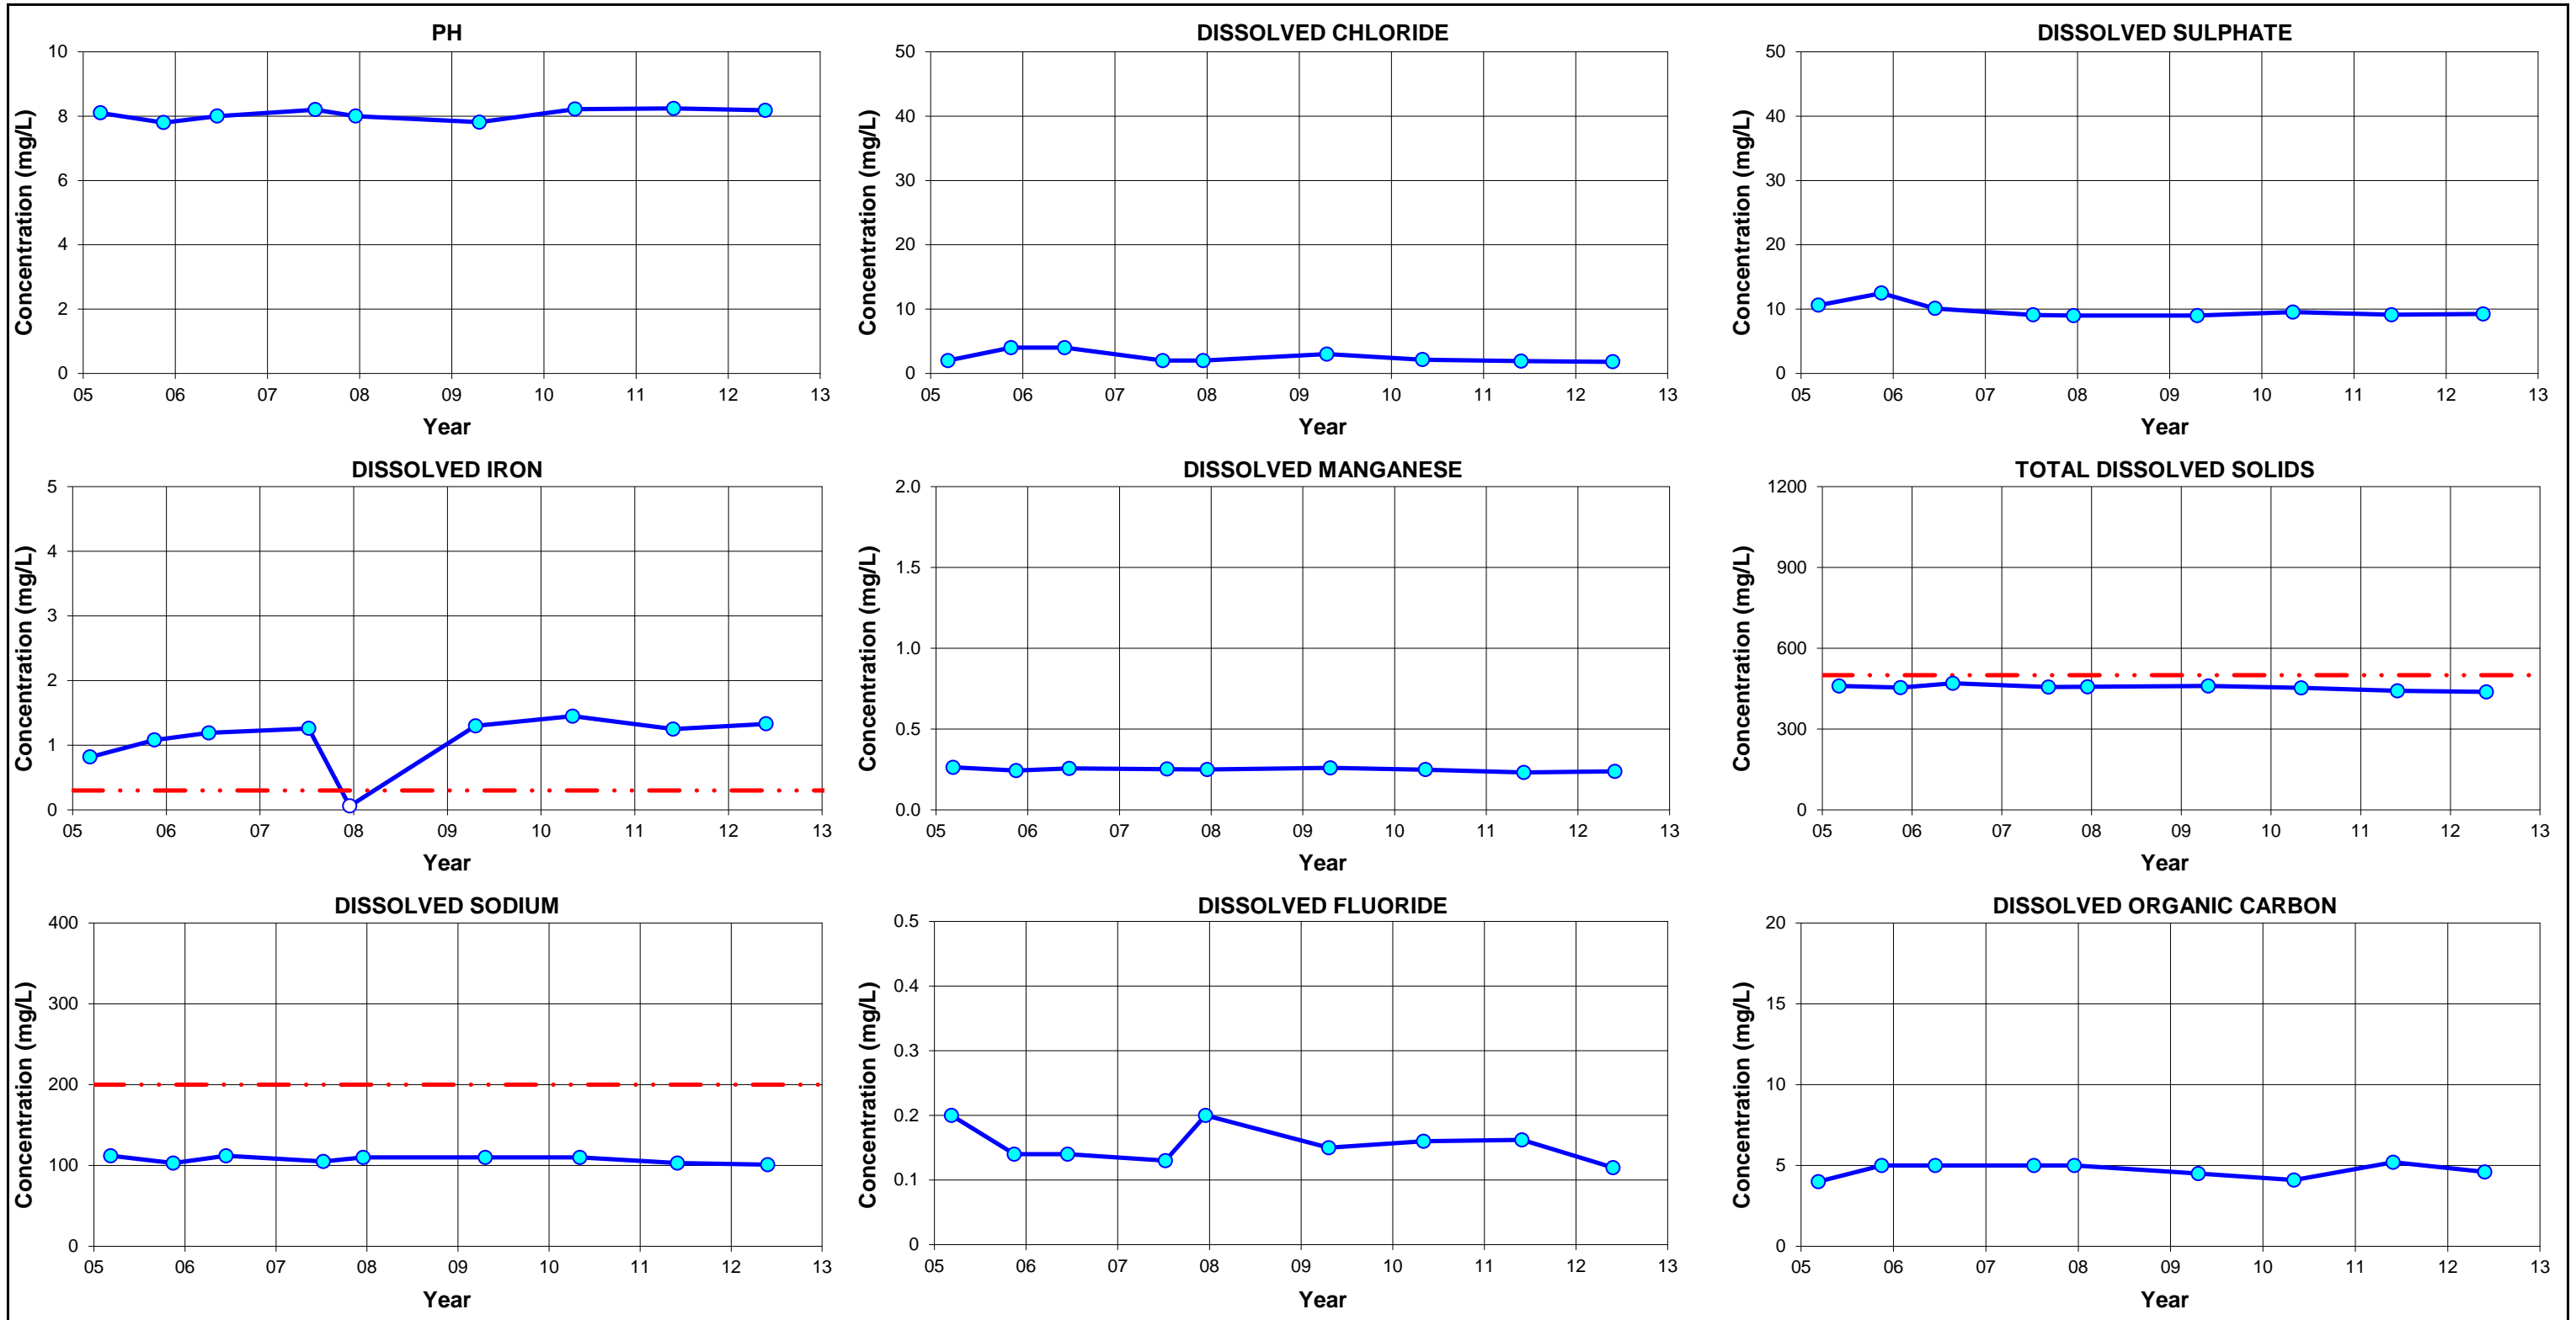 PH
10
8
6
4
2
0
05 06 07 08 09 10 11 12 13
Concentration (mg/L)
Year
DISSOLVED CHLORIDE
50
40
30
20
10
0
05 06 07 08 09 10 11 12 13
Concentration (mg/L)
Year
DISSOLVED SULPHATE
50
40
30
20
10
0
05 06 07 08 09 10 11 12 13
Concentration (mg/L)
Year
DISSOLVED IRON
5
4
3
2
1
0
05 06 07 08 09 10 11 12 13
Concentration (mg/L)
Year
DISSOLVED MANGANESE
2.0
1.5
1.0
0.5
0.0
05 06 07 08 09 10 11 12 13
Concentration (mg/L)
Year
TOTAL DISSOLVED SOLIDS
1200
900
600
300
0
05 06 07 08 09 10 11 12 13
Concentration (mg/L)
Year
DISSOLVED SODIUM
400
300
200
100
0
05 06 07 08 09 10 11 12 13
Concentration (mg/L)
Year
DISSOLVED FLUORIDE
0.5
0.4
0.3
0.2
0.1
0
05 06 07 08 09 10 11 12 13
Concentration (mg/L)
Year
DISSOLVED ORGANIC CARBON
20
15
10
5
0
05 06 07 08 09 10 11 12 13
Concentration (mg/L)
Year